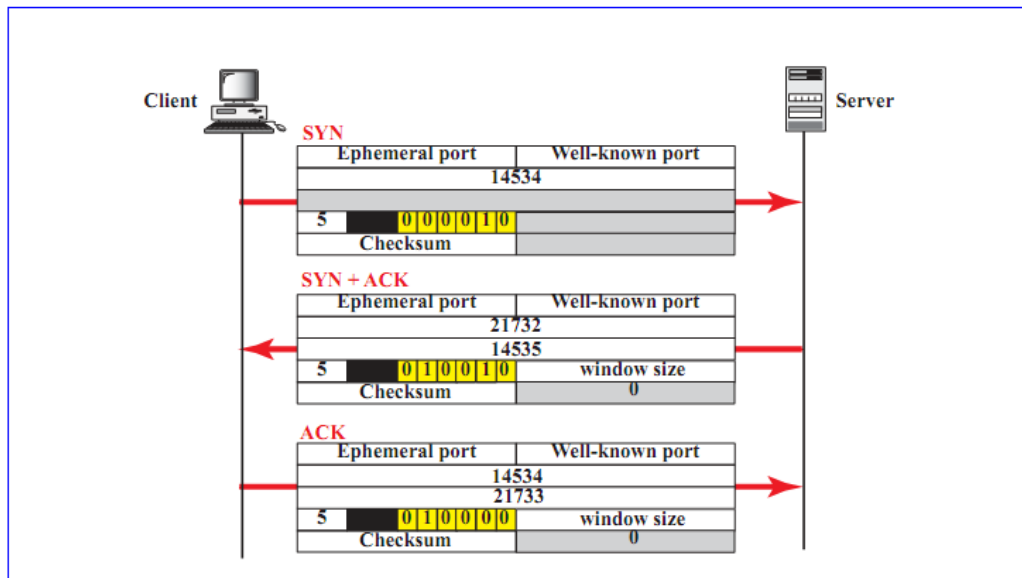 Client
Server
SYN
Ephemeral port Well-known port
14534
5 0 0 0 0 1 0
Checksum
SYN + ACK
Ephemeral port Well-known port
21732
14535
5 0 1 0 0 1 0 window size
Checksum 0
ACK
Ephemeral port Well-known port
14534
21733
5 0 1 0 0 0 0 window size
Checksum 0